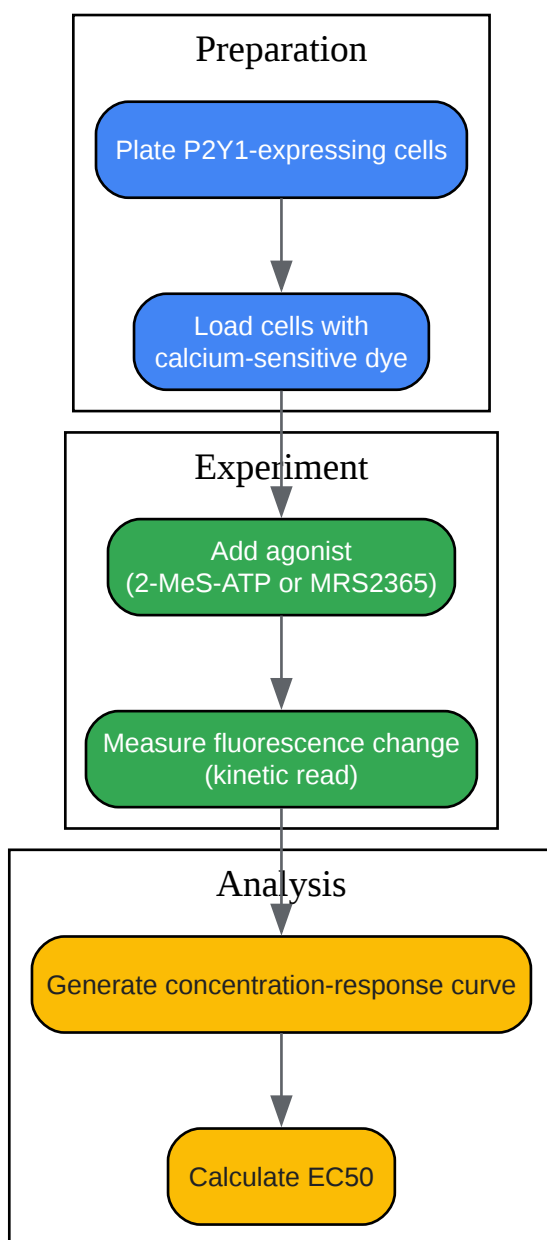 Preparation
Plate P2Y1-expressing cells
Load cells with
calcium-sensitive dye
Experiment
Add agonist
(2-MeS-ATP or MRS2365)
Measure fluorescence change
(kinetic read)
Analysis
Generate concentration-response curve
Calculate EC50